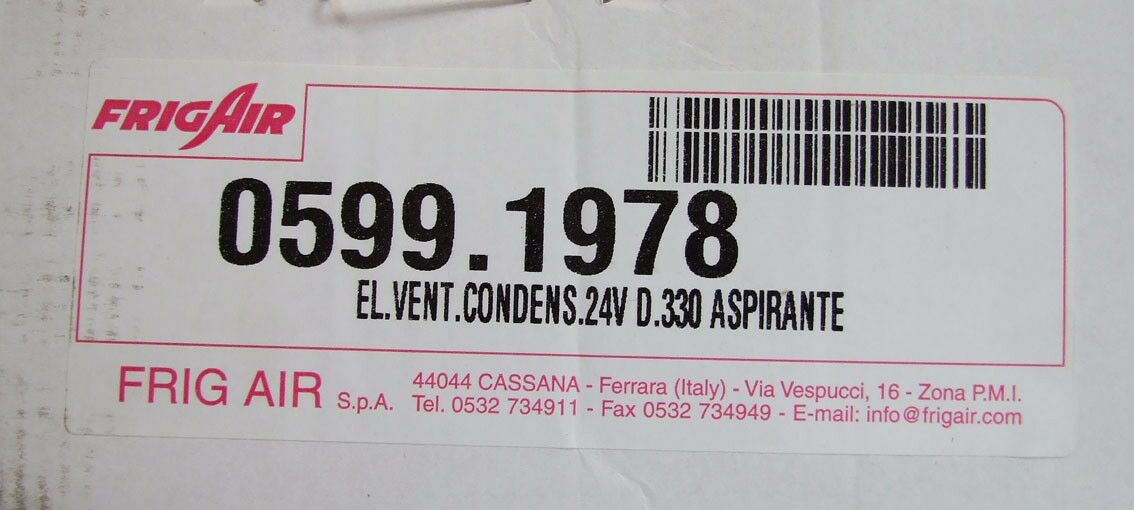 FRIGAIR
0599.1978
EL.VENT.CONDENS.24V D.330 ASPIRANTE
FRIG AIR S.p.A.
44044 CASSANA - Ferrara (Italy) - Via Vespucci, 16 - Zona P.M.I.
Tel. 0532 734911 - Fax 0532 734949 - E-mail: info@frigair.com